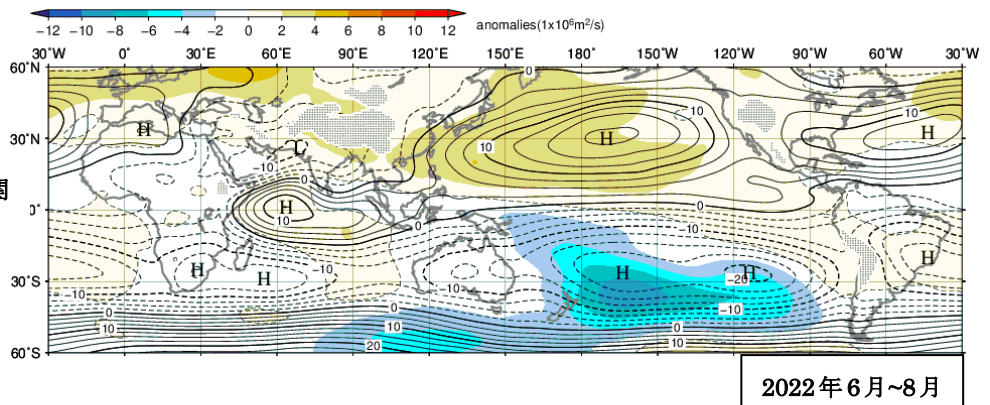 −12 −10 −8 −6 −4 −2 0 2 4 6 8 10 12 anomalies(1x10⁶m²/s)
30°W 0° 30°E 60°E 90°E 120°E 150°E 180° 150°W 120°W 90°W 60°W 30°W
60°N
0
10 10
H H H
30°N
10
L
−10
0
H 0
0°
10 0
H H H H H
30°S 10 −20
−10 10 −10
0 0 0
10 10 10
20
60°S
2022年6月~8月